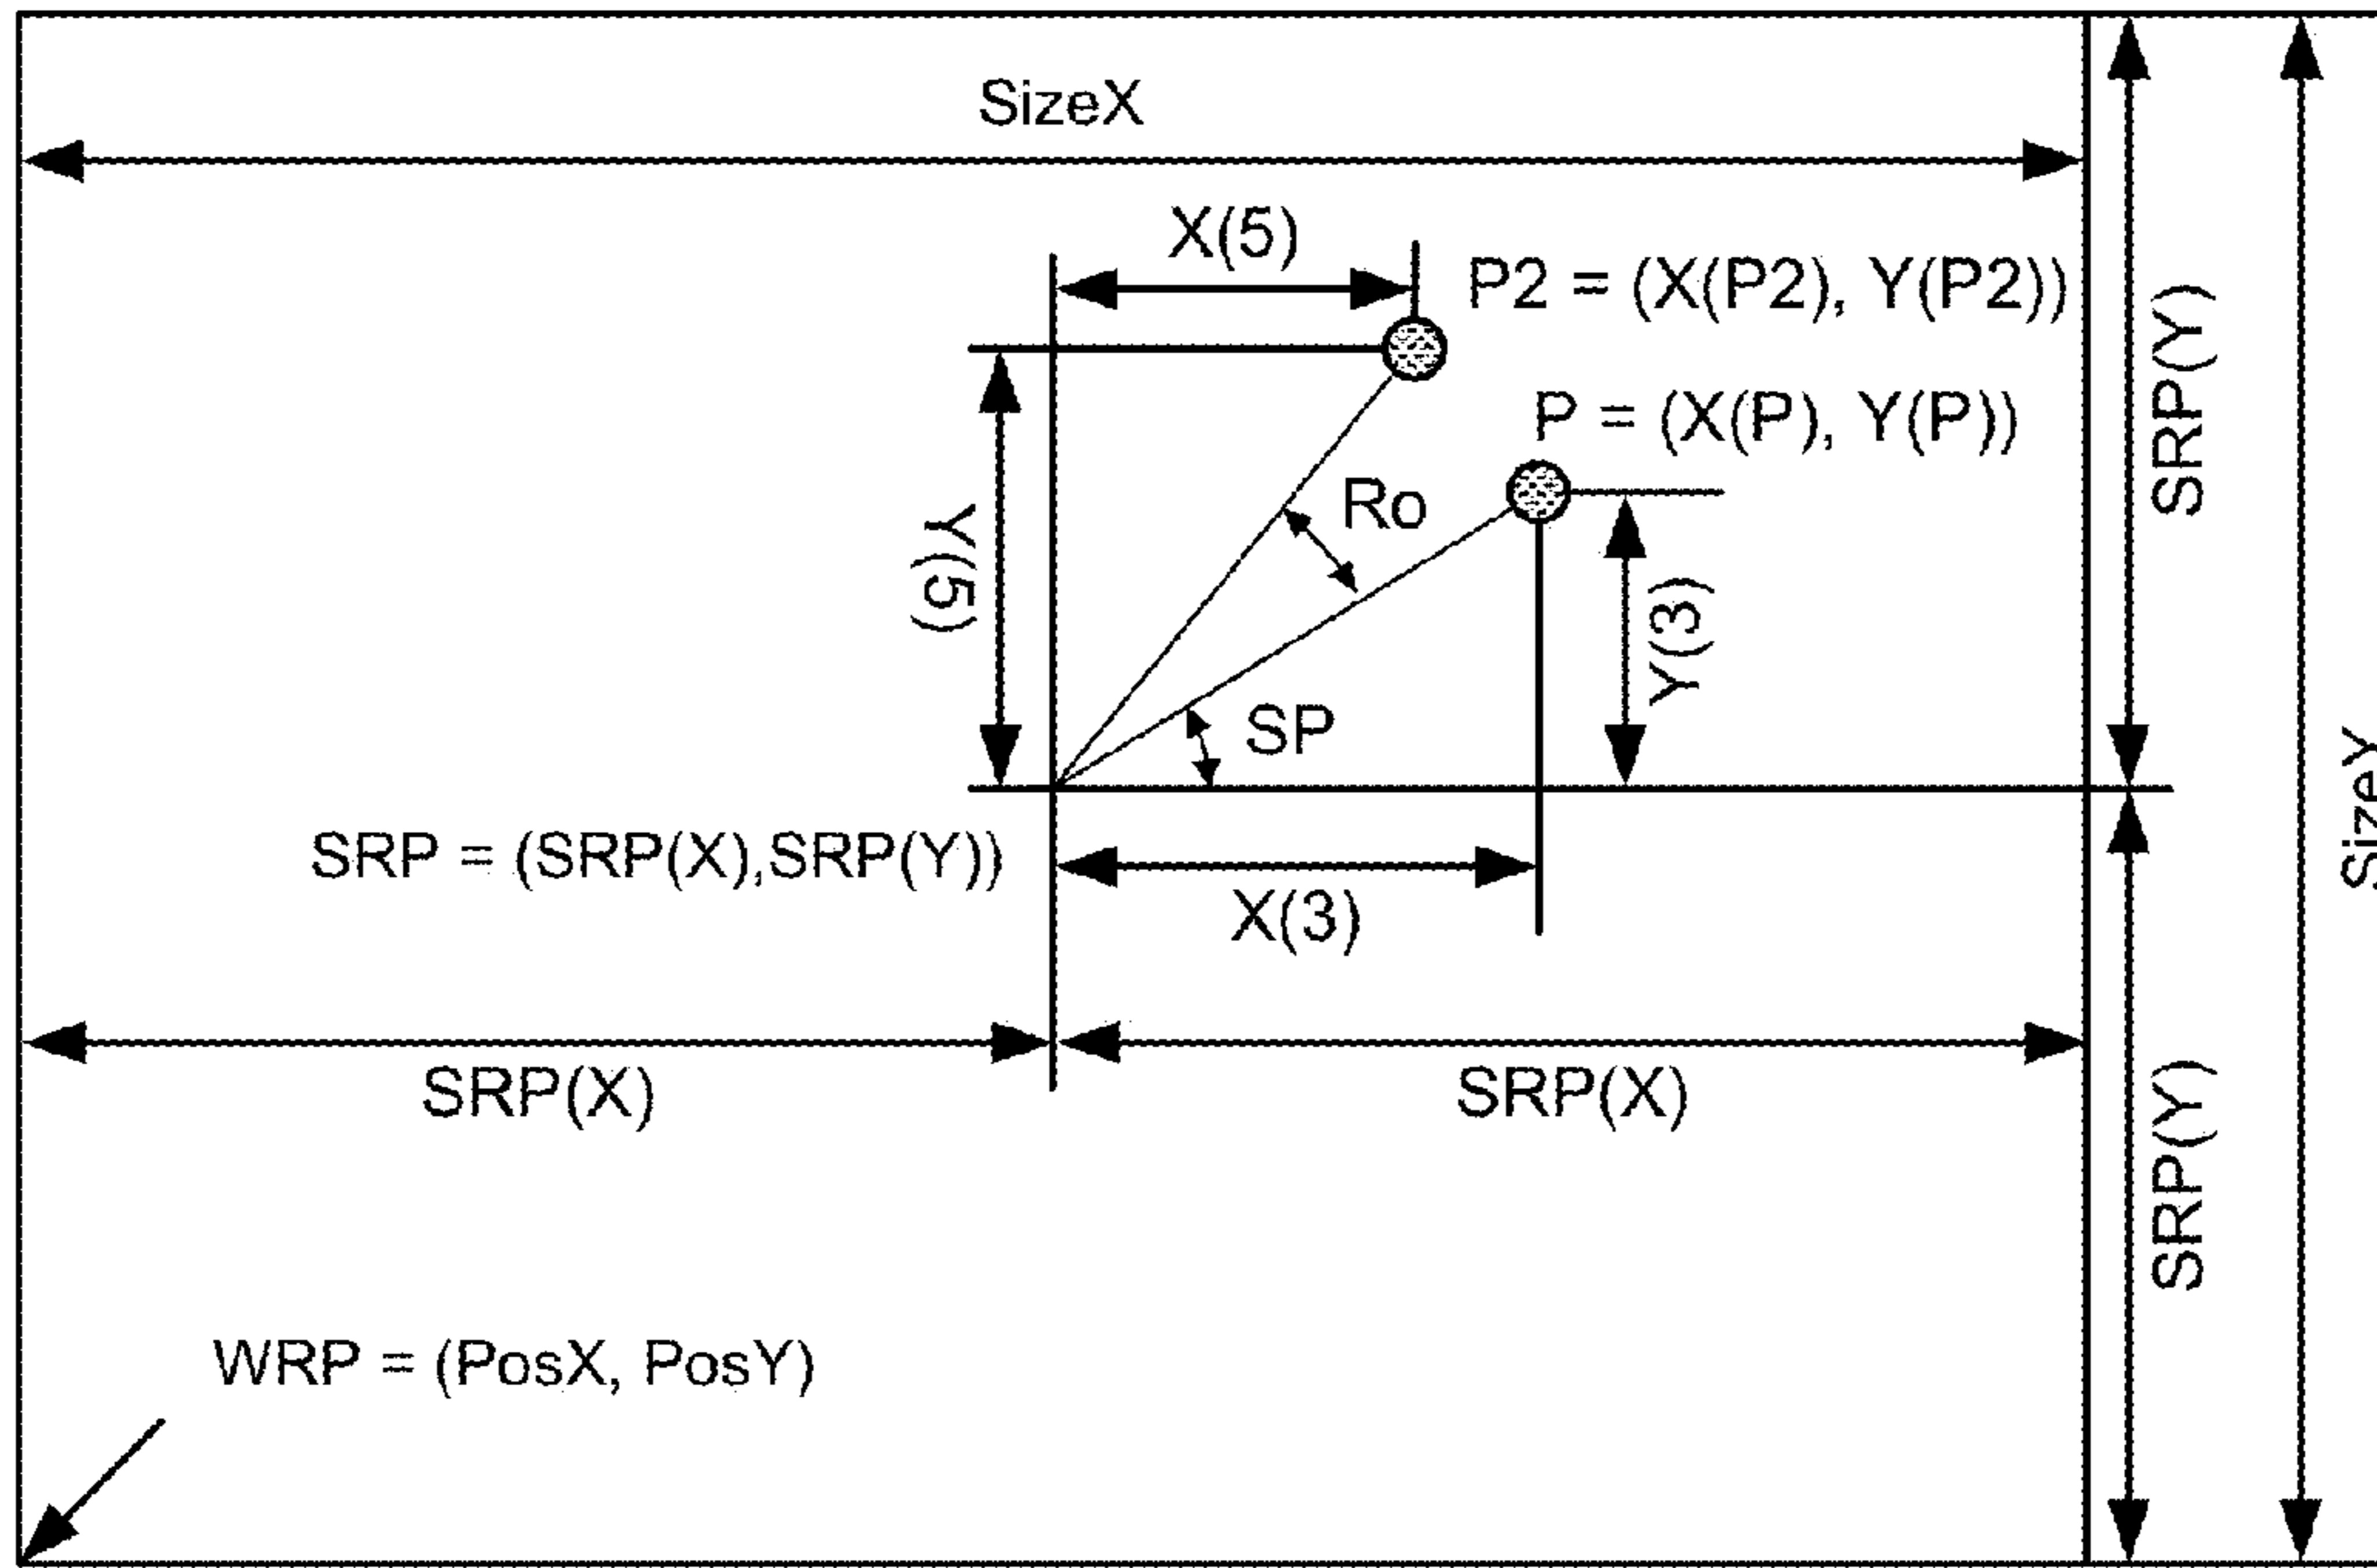 SizeX
X(5)
P2 = (X(P2), Y(P2))
P = (X(P), Y(P))
SRP(Y)
Ro
Y(5)
Y(3)
SP
SizeY
SRP = (SRP(X),SRP(Y))
X(3)
SRP(X)
SRP(X)
SRP(Y)
WRP = (PosX, PosY)